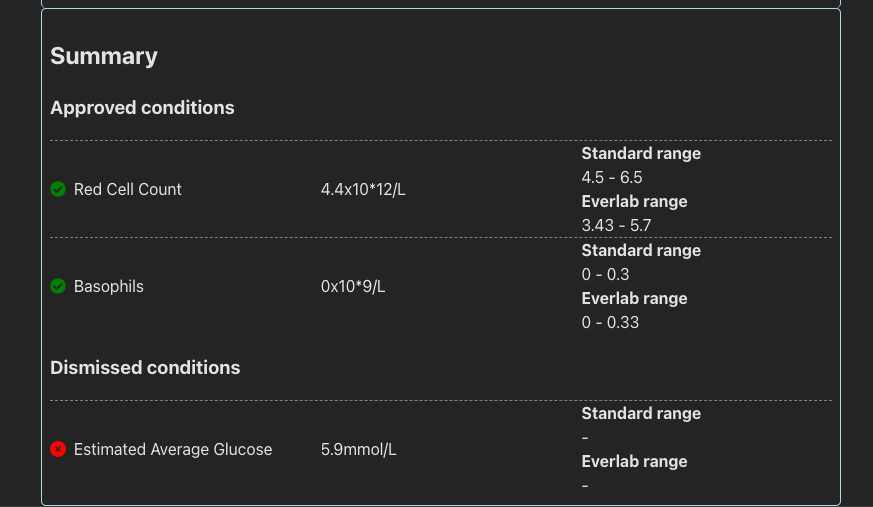 Summary
Approved conditions
Standard range
Red Cell Count 4.4x10*12/L 4.5 - 6.5
Everlab range
3.43 - 5.7
Standard range
Basophils 0x10*9/L 0 - 0.3
Everlab range
0 - 0.33
Dismissed conditions
Standard range
Estimated Average Glucose 5.9mmol/L -
Everlab range
-